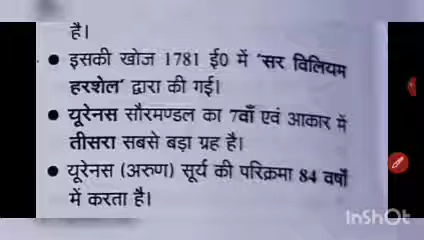 है।
● इसकी खोज 1781 ई0 में 'सर विलियम
हरशेल' द्वारा की गई।
● यूरेनस सौरमण्डल का 7वाँ एवं आकार में
तीसरा सबसे बड़ा ग्रह है।
● यूरेनस (अरुण) सूर्य की परिक्रमा 84 वर्षों
में करता है।
InShot